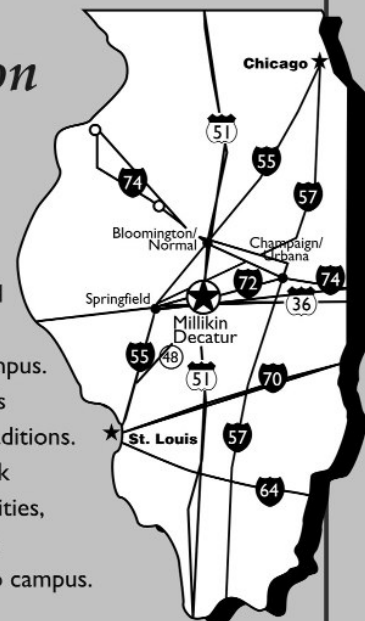 on
Chicago
51
55
74
57
Bloomington/
Normal
Champaign/
Urbana
72
74
Springfield
36
Millikin
Decatur
55
48
51
npus.
70
s
ditions.
St. Louis
57
k
64
ities,
campus.